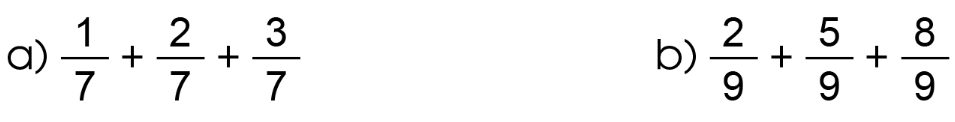 a) 1/7 + 2/7 + 3/7 b) 2/9 + 5/9 + 8/9